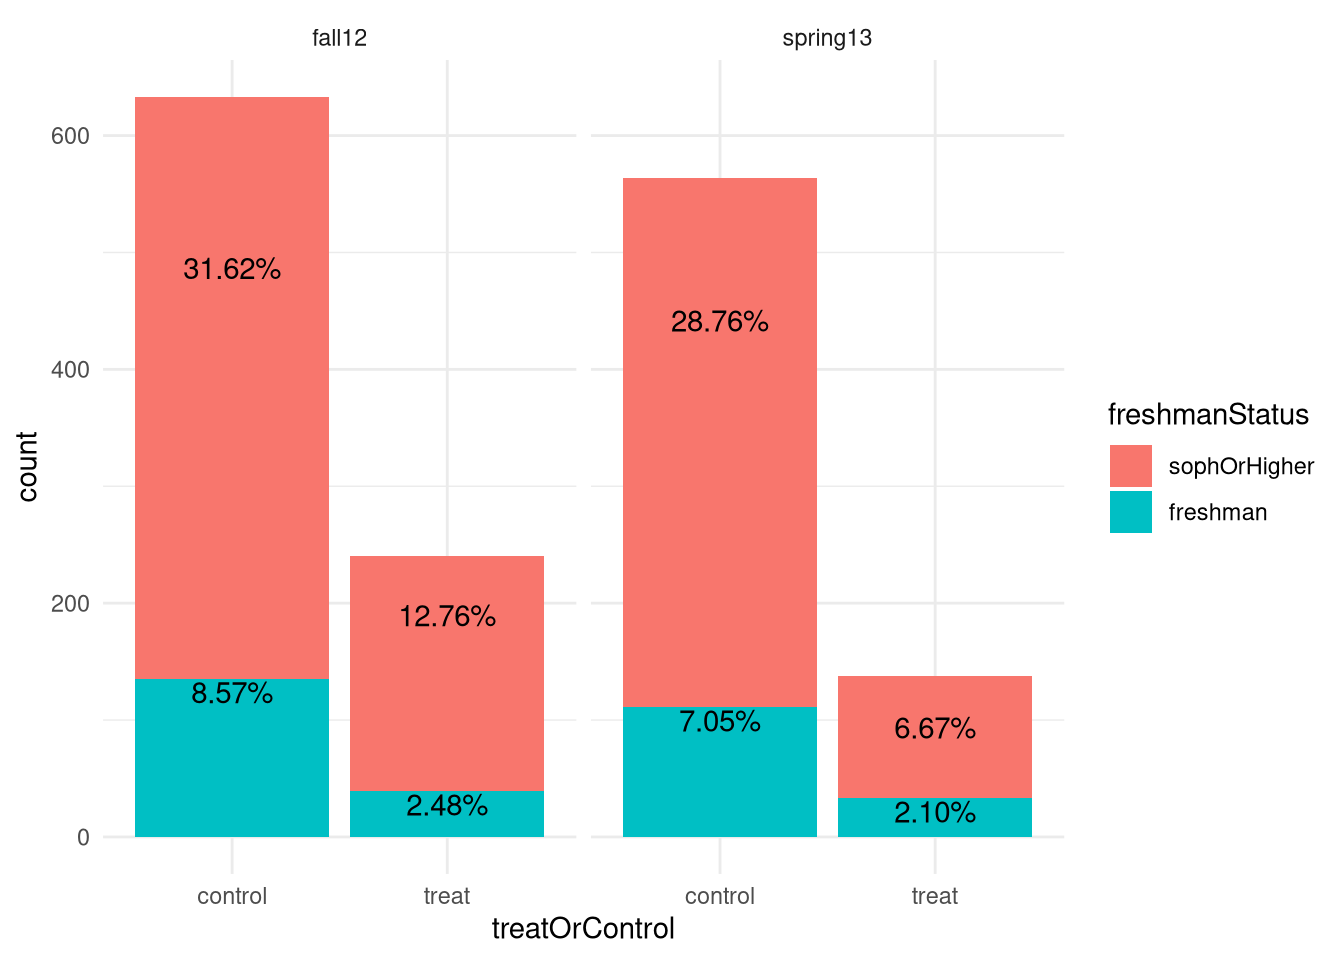 fall12
spring13
600
400
200
0
count
31.62%
12.76%
8.57%
2.48%
28.76%
6.67%
7.05%
2.10%
control
treat
control
treat
treatOrControl
freshmanStatus
sophOrHigher
freshman